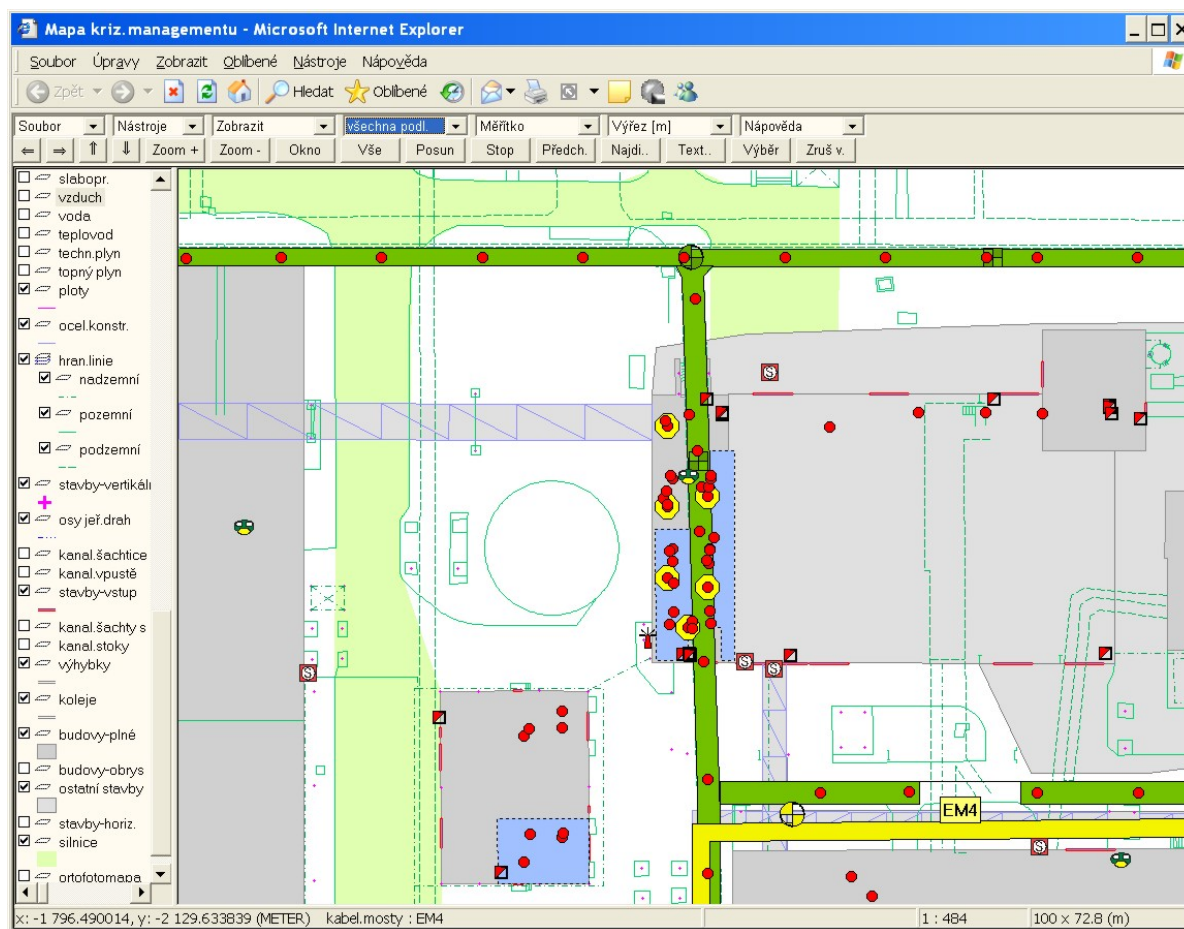 Mapa kriz.managementu - Microsoft Internet Explorer
Soubor Úpravy Zobrazit Oblíbené Nástroje Nápověda
Zpět Hledat Oblíbené
Soubor Nástroje Zobrazit všechna podl. Měřítko Výřez [m] Nápověda
Zoom + Zoom - Okno Vše Posun Stop Předch. Najdi.. Text.. Výběr Zruš v.
slabopr.
vzduch
voda
teplovod
techn.plyn
topný plyn
ploty
ocel.konstr.
hran.linie
nadzemní
pozemní
podzemní
stavby-vertikáln
osy jeř.drah
kanal.šachtice
kanal.vpustě
stavby-vstup
kanal.šachty s
kanal.stoky
výhybky
koleje
budovy-plné
budovy-obrys
ostatní stavby
stavby-horiz.
silnice
ortofotomapa
Š
Š
Š
Š
EM4
Š
x: -1 796.490014, y: -2 129.633839 (METER) kabel.mosty : EM4 1 : 484 100 x 72.8 (m)